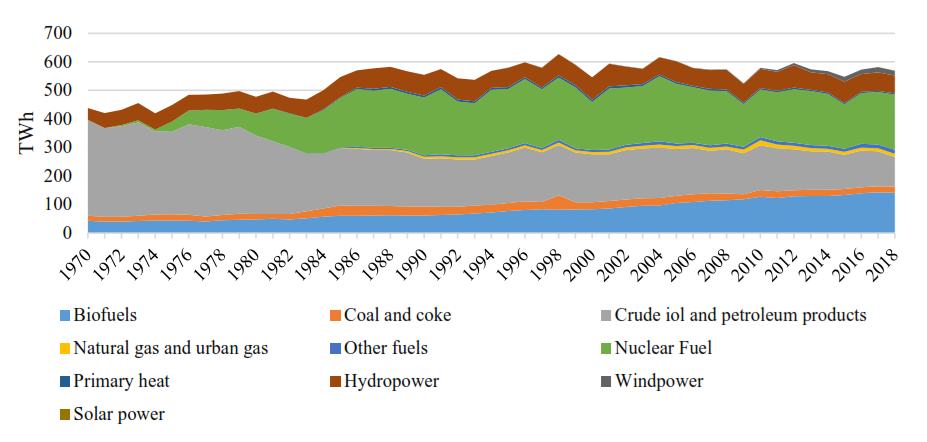 700
600
500
400
300
200
100
0
TWh
1970 1972 1974 1976 1978 1980 1982 1984 1986 1988 1990 1992 1994 1996 1998 2000 2002 2004 2006 2008 2010 2012 2014 2016 2018
Biofuels Coal and coke Crude iol and petroleum products
Natural gas and urban gas Other fuels Nuclear Fuel
Primary heat Hydropower Windpower
Solar power